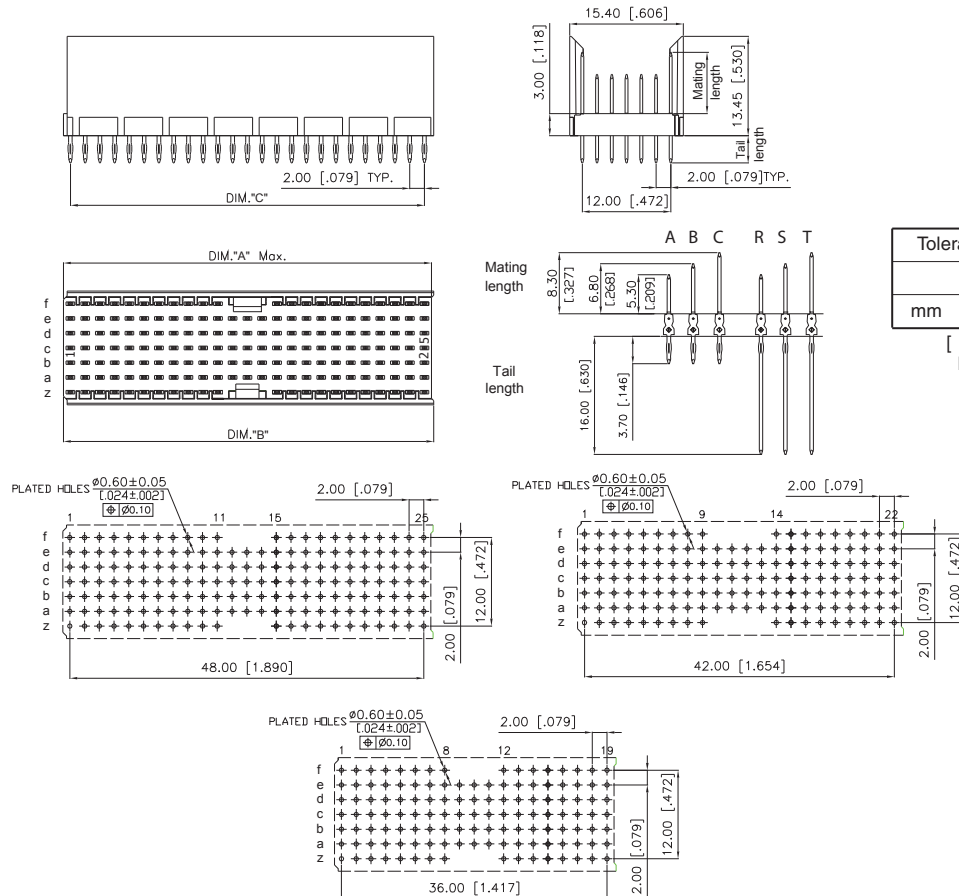 15.40 [.606]
3.00 [.118]
Mating
length
13.45 [.530]
Tail
length
2.00 [.079] TYP.
2.00 [.079]TYP.
DIM."C"
12.00 [.472]
A B C R S T
DIM."A" Max.
Mating
length
8.30
[.327]
6.80
[.268]
5.30
[.209]
Tolera
mm
[
f
e
d
c
b
a
z
1
25
Tail
length
16.00 [.630]
3.70 [.146]
DIM."B"
PLATED HOLES
Ø0.60±0.05
[.024±.002]
⌖ Ø0.10
2.00 [.079]
1 11 15 25
f
e
d
c
b
a
z
12.00 [.472]
2.00 [.079]
48.00 [1.890]
PLATED HOLES
Ø0.60±0.05
[.024±.002]
⌖ Ø0.10
2.00 [.079]
1 9 14 22
f
e
d
c
b
a
z
12.00 [.472]
2.00 [.079]
42.00 [1.654]
PLATED HOLES
Ø0.60±0.05
[.024±.002]
⌖ Ø0.10
2.00 [.079]
1 8 12 19
f
e
d
c
b
a
z
12.00 [.472]
2.00 [.079]
36.00 [1.417]